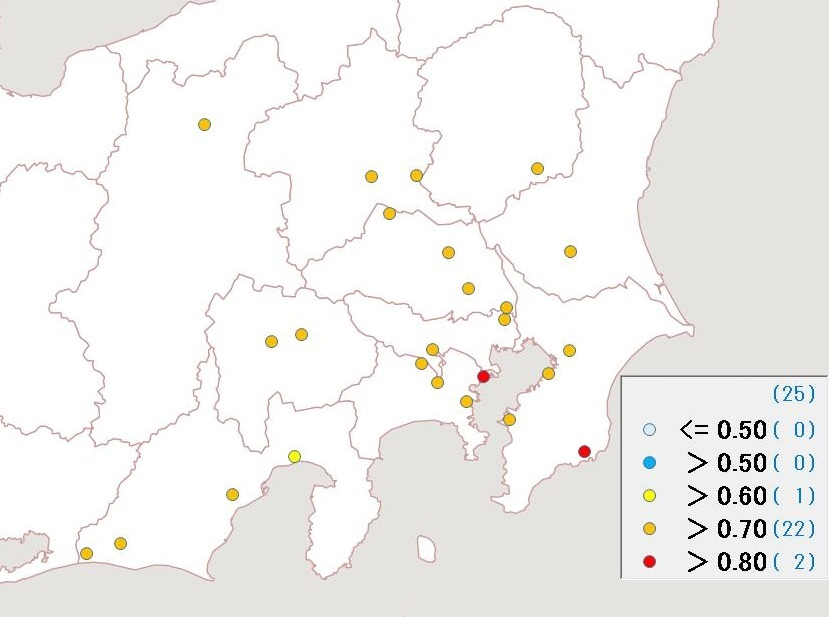 (25)
<= 0.50 ( 0)
> 0.50 ( 0)
> 0.60 ( 1)
> 0.70 (22)
> 0.80 ( 2)